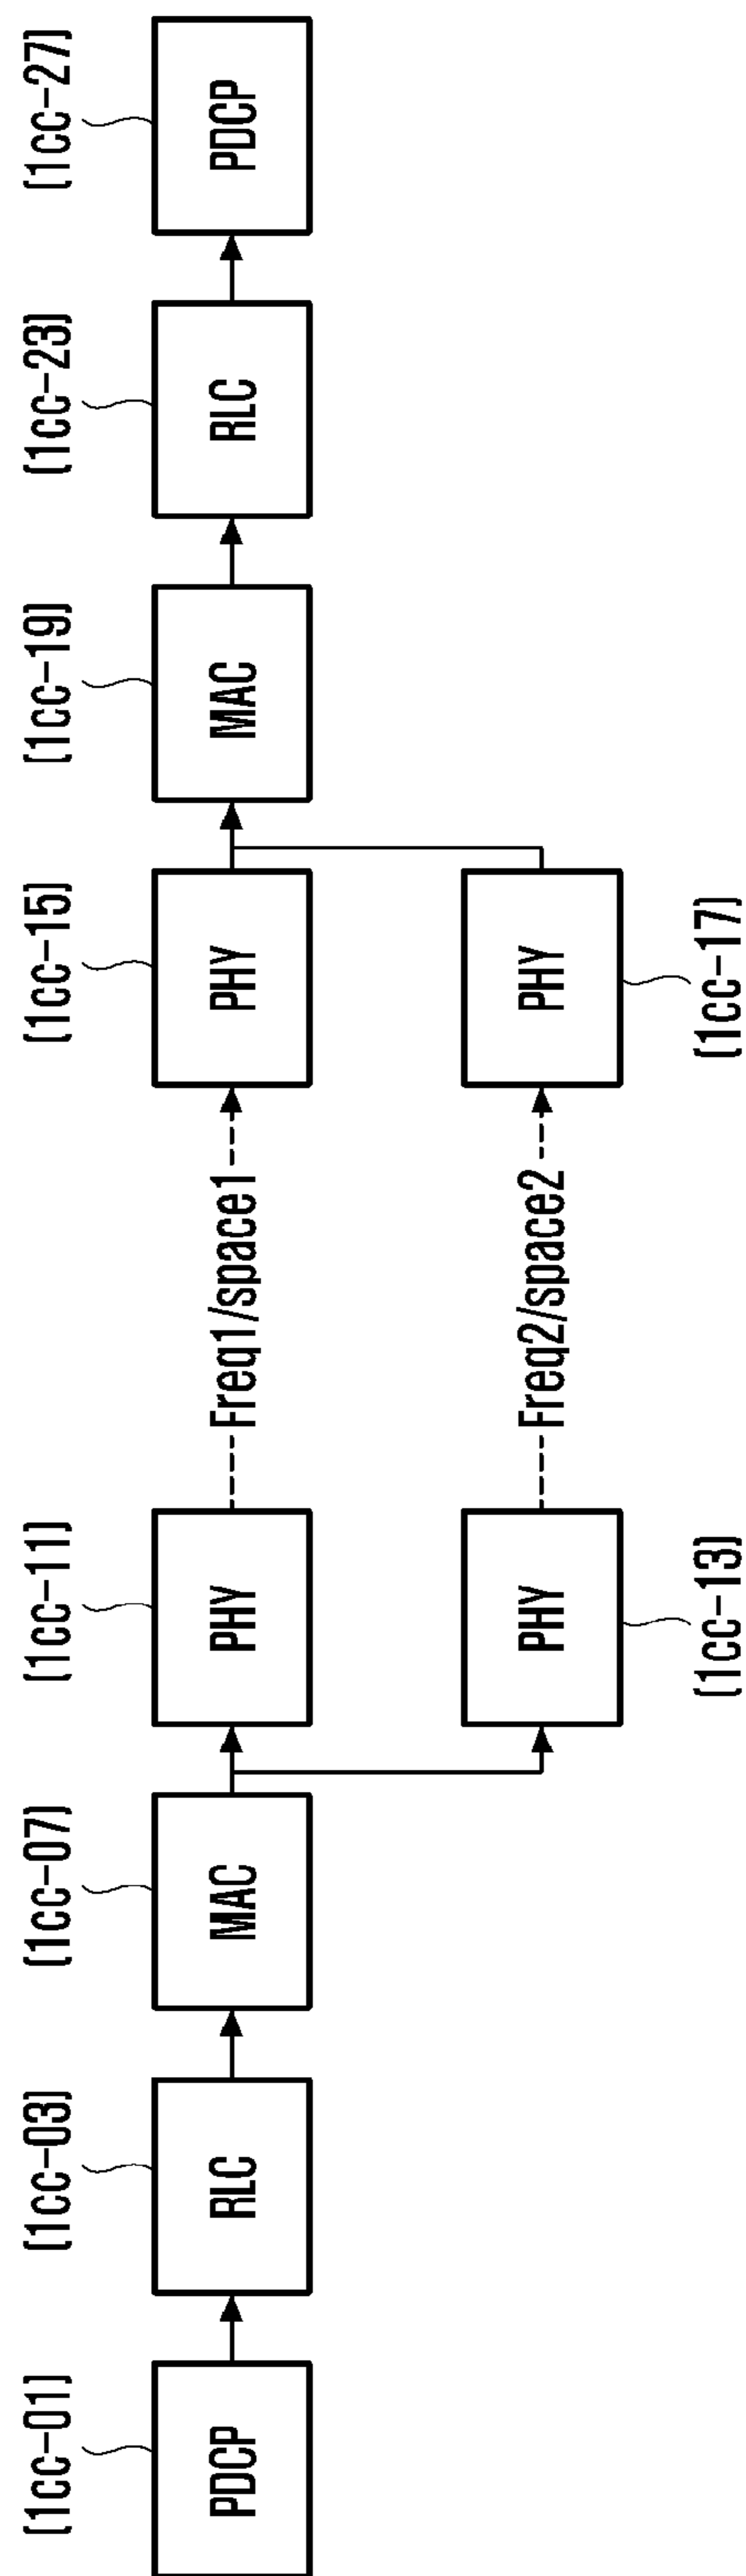 (1cc-01)
(1cc-03)
(1cc-07)
(1cc-11)
(1cc-15)
(1cc-19)
(1cc-23)
(1cc-27)
PDCP
RLC
MAC
PHY
Freq1/space1
PHY
MAC
RLC
PDCP
PHY
Freq2/space2
PHY
(1cc-13)
(1cc-17)